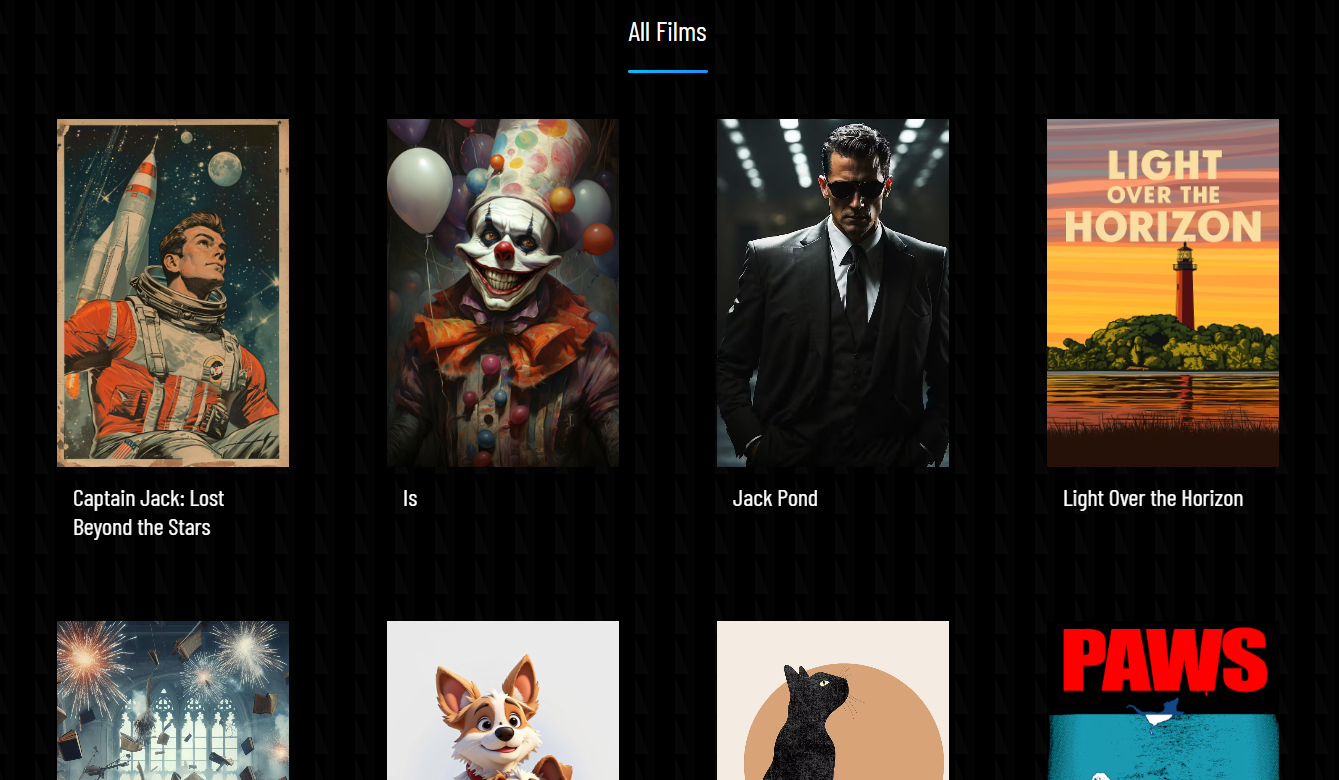 All Films
LIGHT
OVER THE
HORIZON
Captain Jack: Lost
Beyond the Stars
Is
Jack Pond
Light Over the Horizon
PAWS